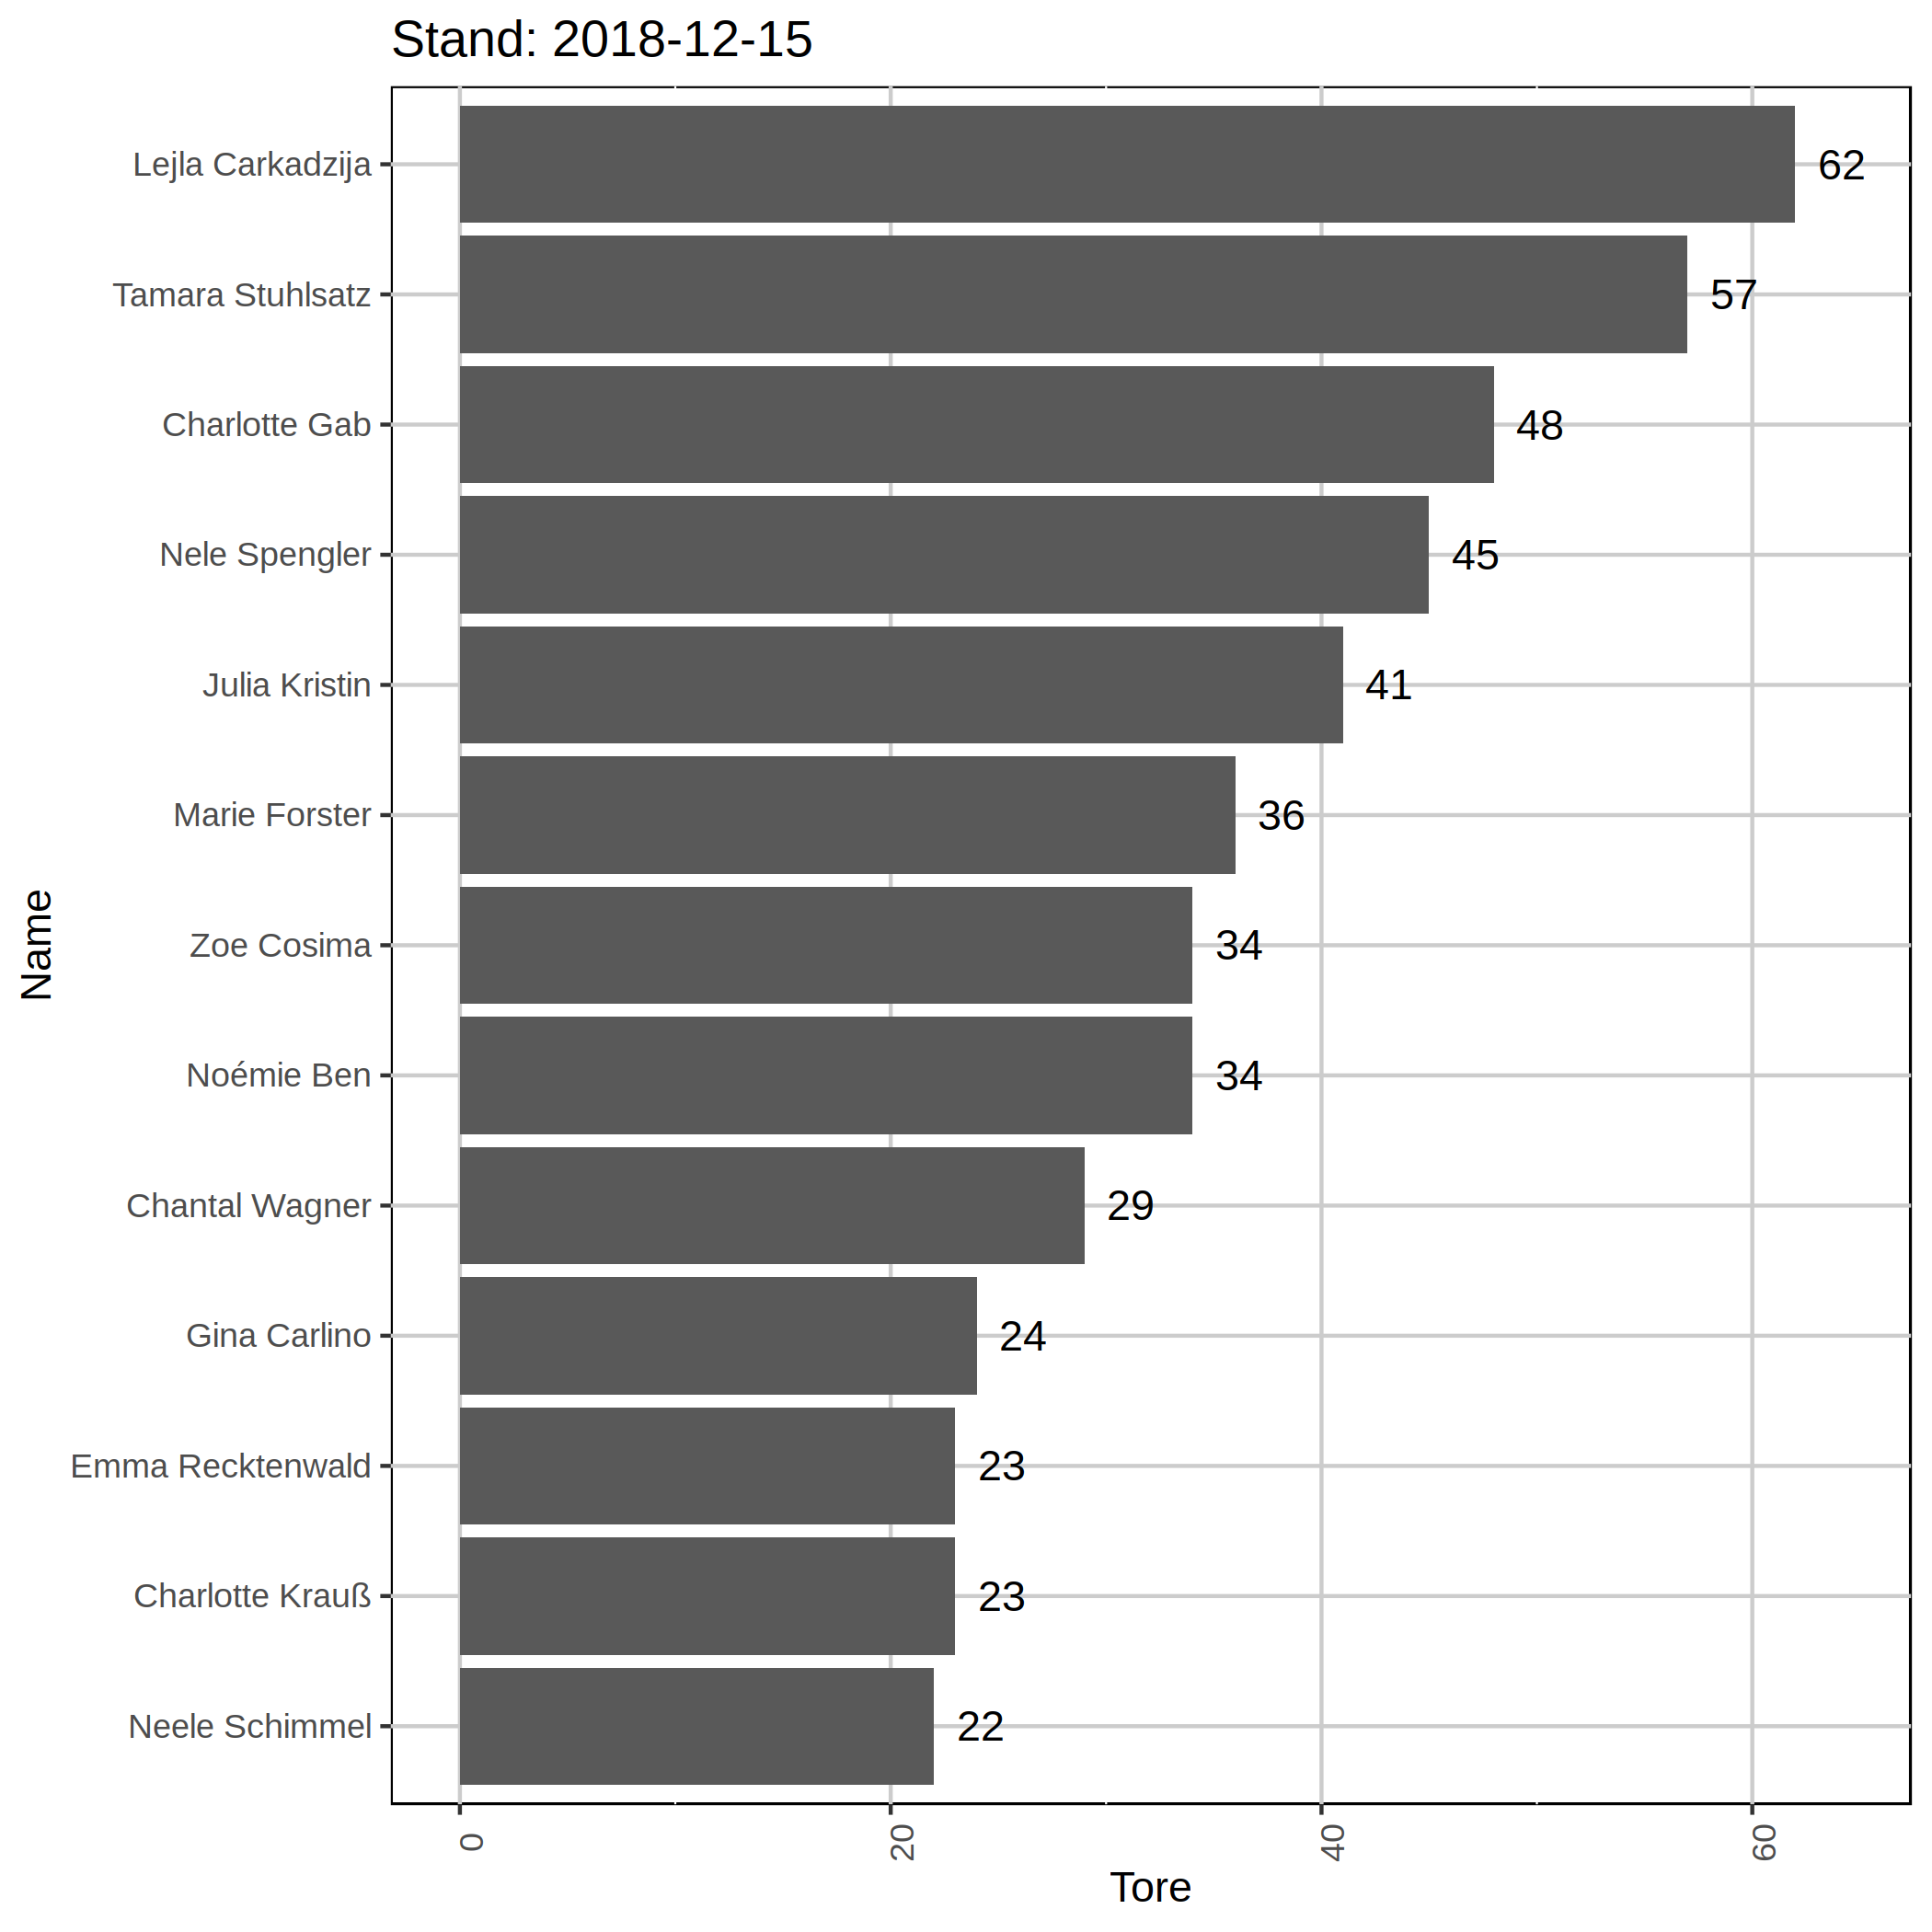 Stand: 2018-12-15
Lejla Carkadzija 62
Tamara Stuhlsatz 57
Charlotte Gab 48
Nele Spengler 45
Julia Kristin 41
Marie Forster 36
Zoe Cosima 34
Noémie Ben 34
Chantal Wagner 29
Gina Carlino 24
Emma Recktenwald 23
Charlotte Krauß 23
Neele Schimmel 22
Name
0 20 40 60
Tore